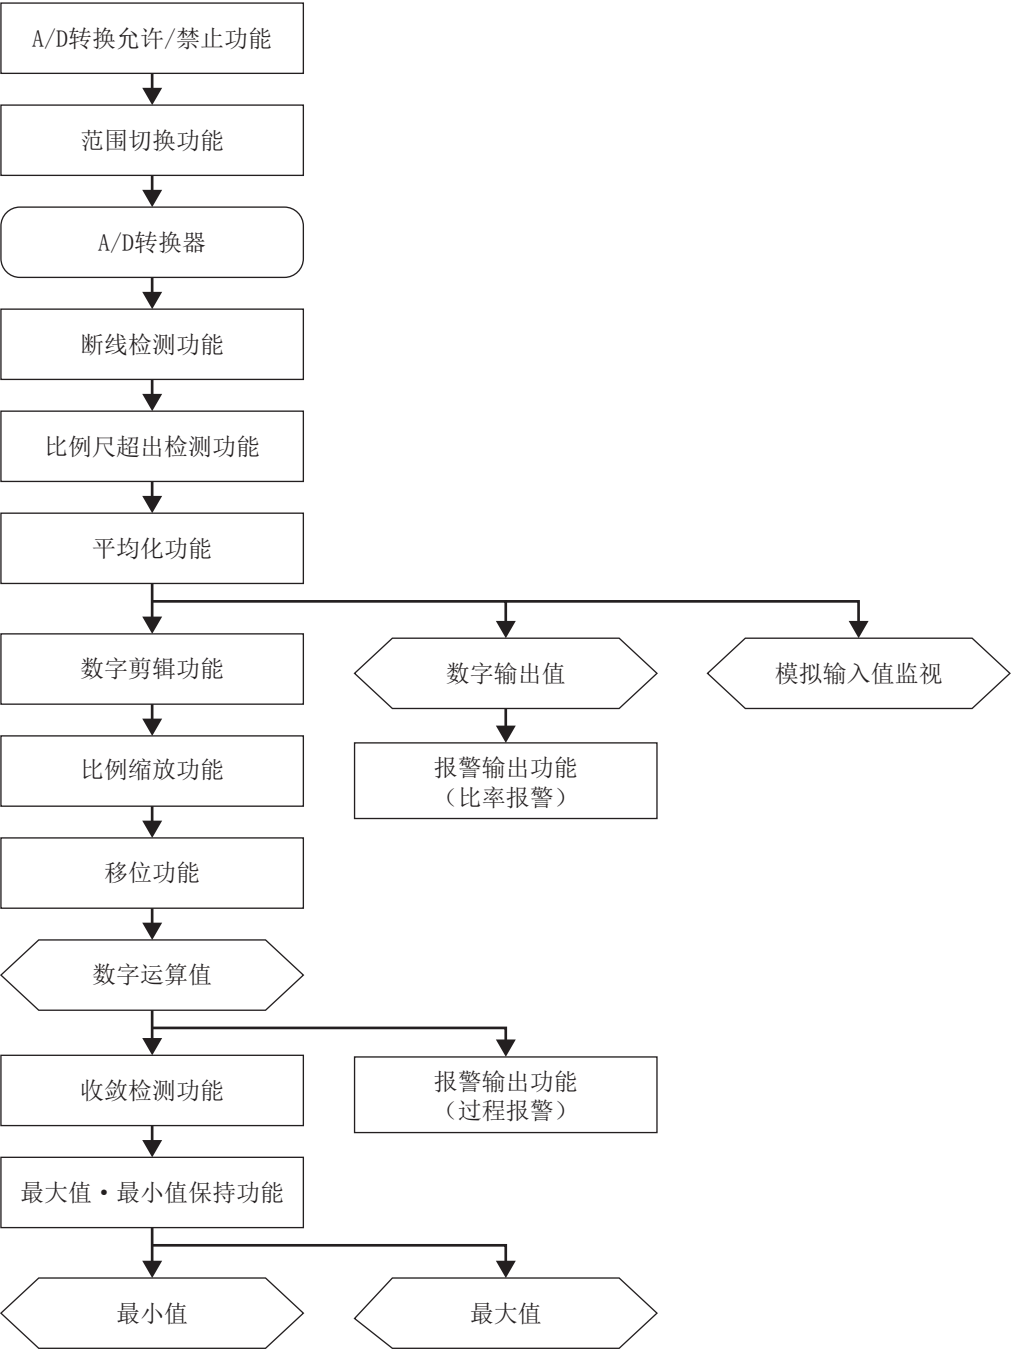 A/D转换允许/禁止功能
范围切换功能
A/D转换器
断线检测功能
比例尺超出检测功能
平均化功能
数字剪辑功能
数字输出值
模拟输入值监视
比例缩放功能
报警输出功能
（比率报警）
移位功能
数字运算值
收敛检测功能
报警输出功能
（过程报警）
最大值·最小值保持功能
最小值
最大值